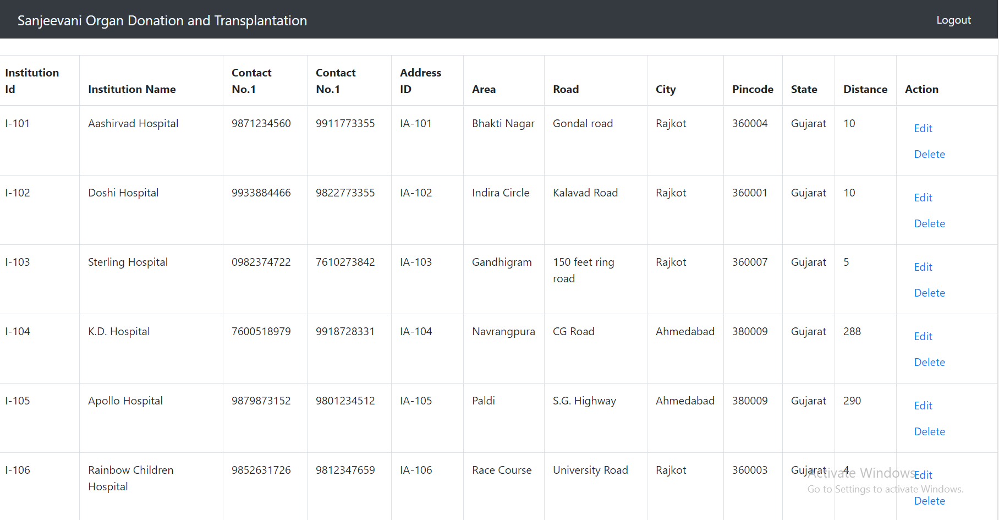 Sanjeevani Organ Donation and Transplantation
Logout
Institution Id Institution Name Contact No.1 Contact No.1 Address ID Area Road City Pincode State Distance Action
I-101 Aashirvad Hospital 9871234560 9911773355 IA-101 Bhakti Nagar Gondal road Rajkot 360004 Gujarat 10 Edit
Delete
I-102 Doshi Hospital 9933884466 9822773355 IA-102 Indira Circle Kalavad Road Rajkot 360001 Gujarat 10 Edit
Delete
I-103 Sterling Hospital 0982374722 7610273842 IA-103 Gandhigram 150 feet ring road Rajkot 360007 Gujarat 5 Edit
Delete
I-104 K.D. Hospital 7600518979 9918728331 IA-104 Navrangpura CG Road Ahmedabad 380009 Gujarat 288 Edit
Delete
I-105 Apollo Hospital 9879873152 9801234512 IA-105 Paldi S.G. Highway Ahmedabad 380009 Gujarat 290 Edit
Delete
I-106 Rainbow Children Hospital 9852631726 9812347659 IA-106 Race Course University Road Rajkot 360003 Gujarat 4 Edit
Delete
Activate Windows
Go to Settings to activate Windows.